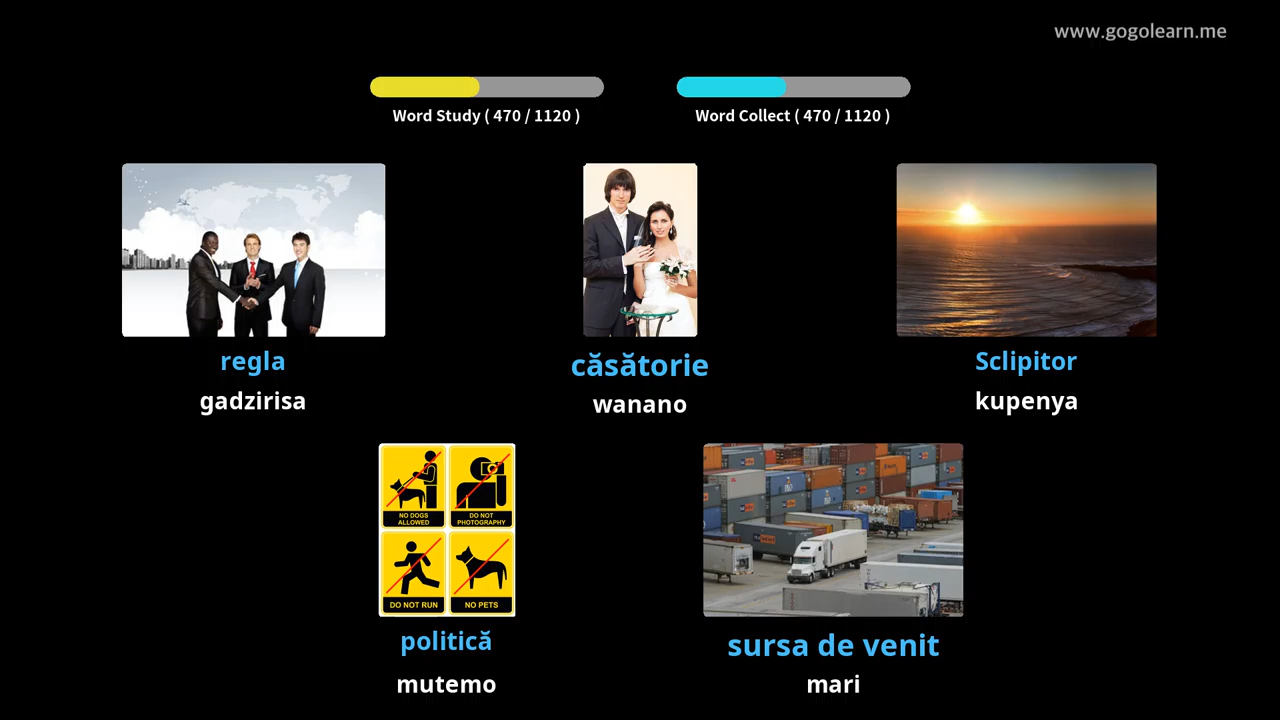 www.gogolearn.me
Word Study ( 470 / 1120 )
Word Collect ( 470 / 1120 )
regla
gadzirisa
căsătorie
wanano
Sclipitor
kupenya
NO DOGS
ALLOWED
DO NOT
PHOTOGRAPHY
DO NOT RUN
NO PETS
politică
mutemo
sursa de venit
mari